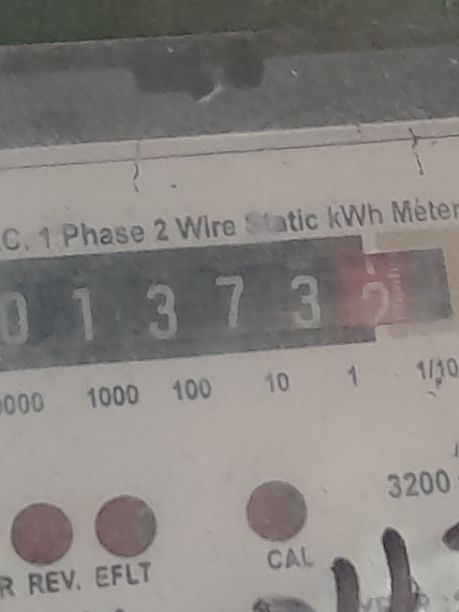 .C. 1 Phase 2 Wire Static kWh Meter
0 1 3 7 3 2
0000 1000 100 10 1 1/10
3200
R REV. EFLT CAL